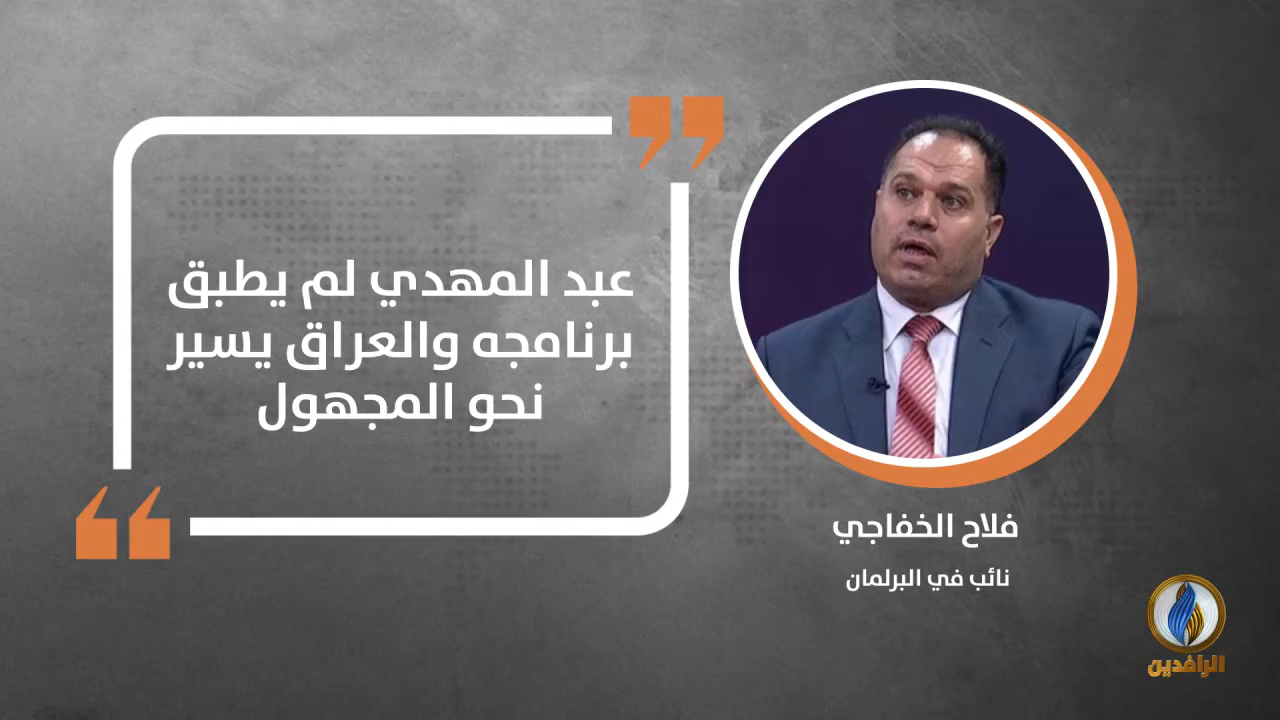 عبد المهدي لم يطبق
برنامجه والعراق يسير
نحو المجهول
فلاح الخفاجي
نائب في البرلمان
الرافدين